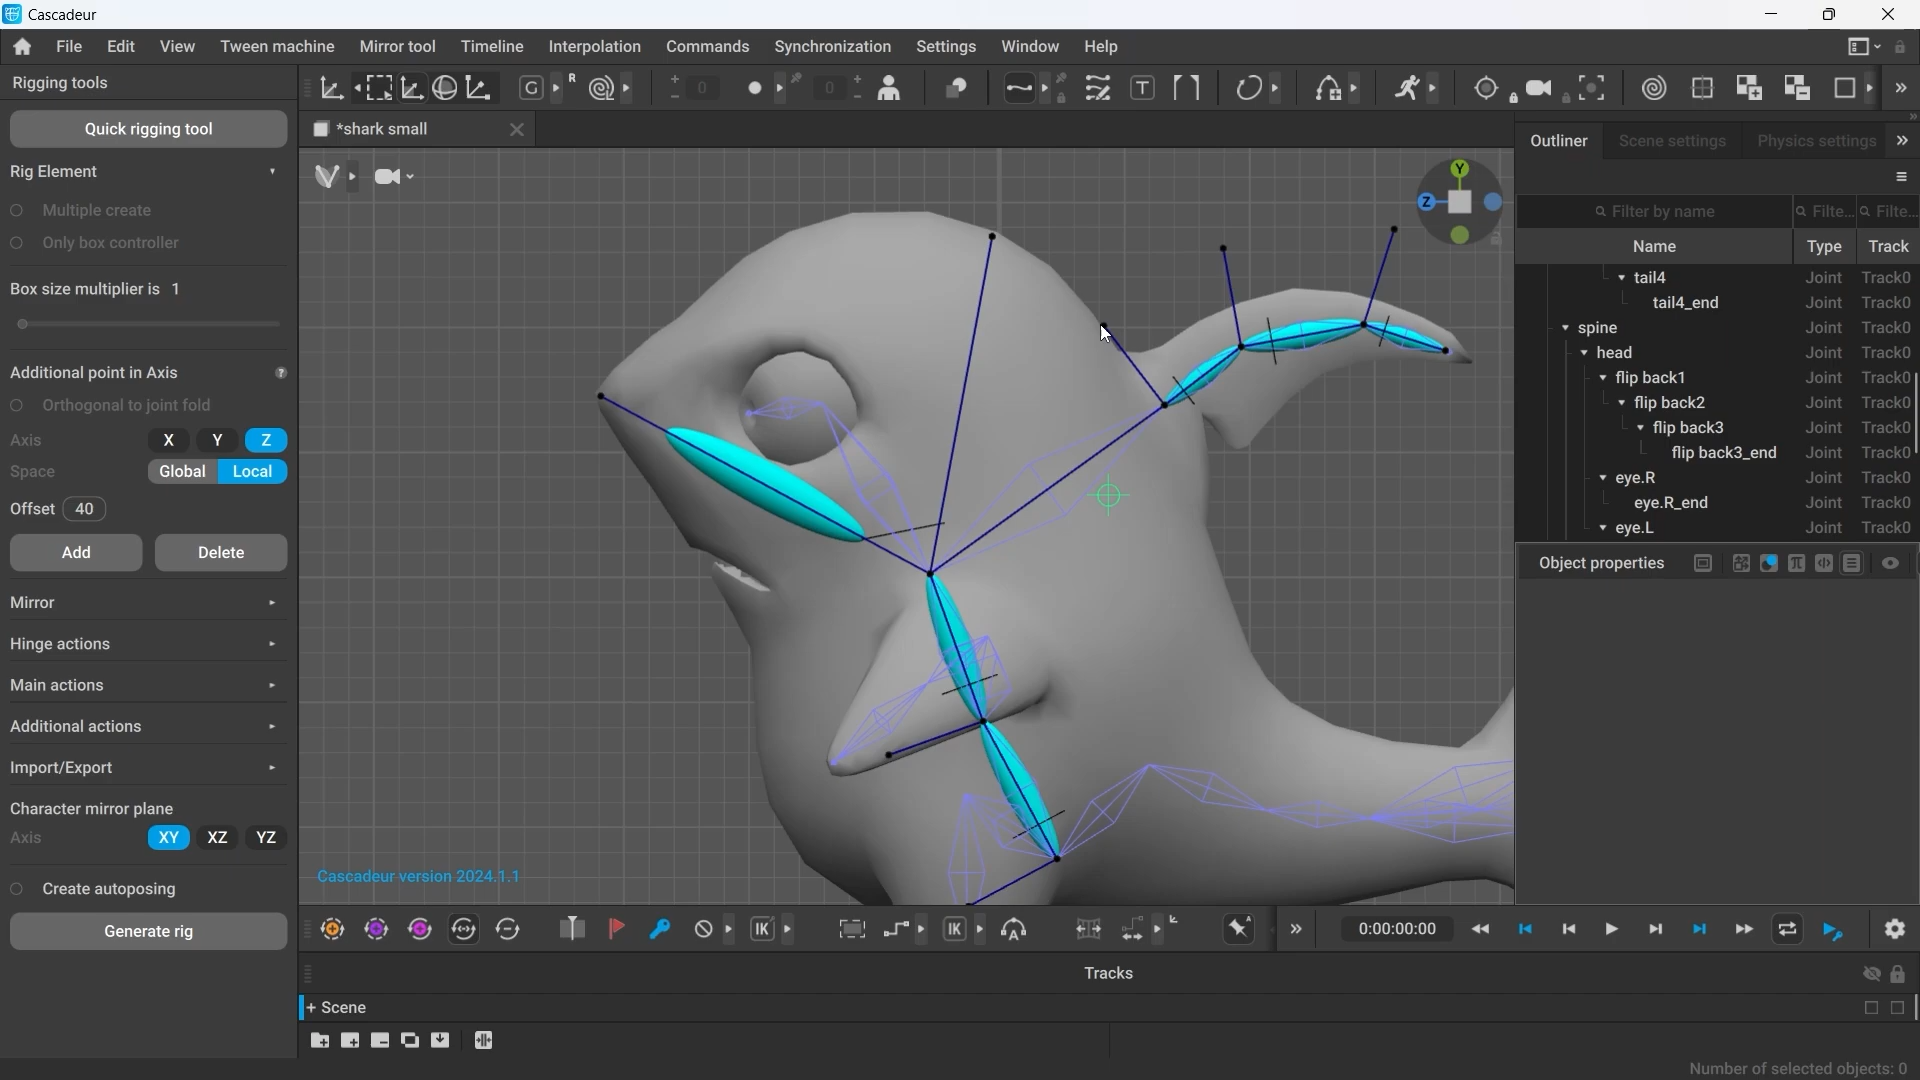 Cascadeur
File Edit View Tween machine Mirror tool Timeline Interpolation Commands Synchronization Settings Window Help
Rigging tools
G R 0 0 T
*shark small
Quick rigging tool
Rig Element
Multiple create
Only box controller
Box size multiplier is 1
Additional point in Axis ?
Orthogonal to joint fold
Axis X Y Z
Space Global Local
Offset 40
Add Delete
Mirror
Hinge actions
Main actions
Additional actions
Import/Export
Character mirror plane
Axis XY XZ YZ
Create autoposing
Generate rig
Y
Z
Cascadeur version 2024.1.1
Outliner Scene settings Physics settings
Filter by name Filte... Filte...
Name Type Track
tail4 Joint Track0
tail4_end Joint Track0
spine Joint Track0
head Joint Track0
flip back1 Joint Track0
flip back2 Joint Track0
flip back3 Joint Track0
flip back3_end Joint Track0
eye.R Joint Track0
eye.R_end Joint Track0
eye.L Joint Track0
Object properties
IK IK A 0:00:00:00
Tracks
+ Scene
Number of selected objects: 0